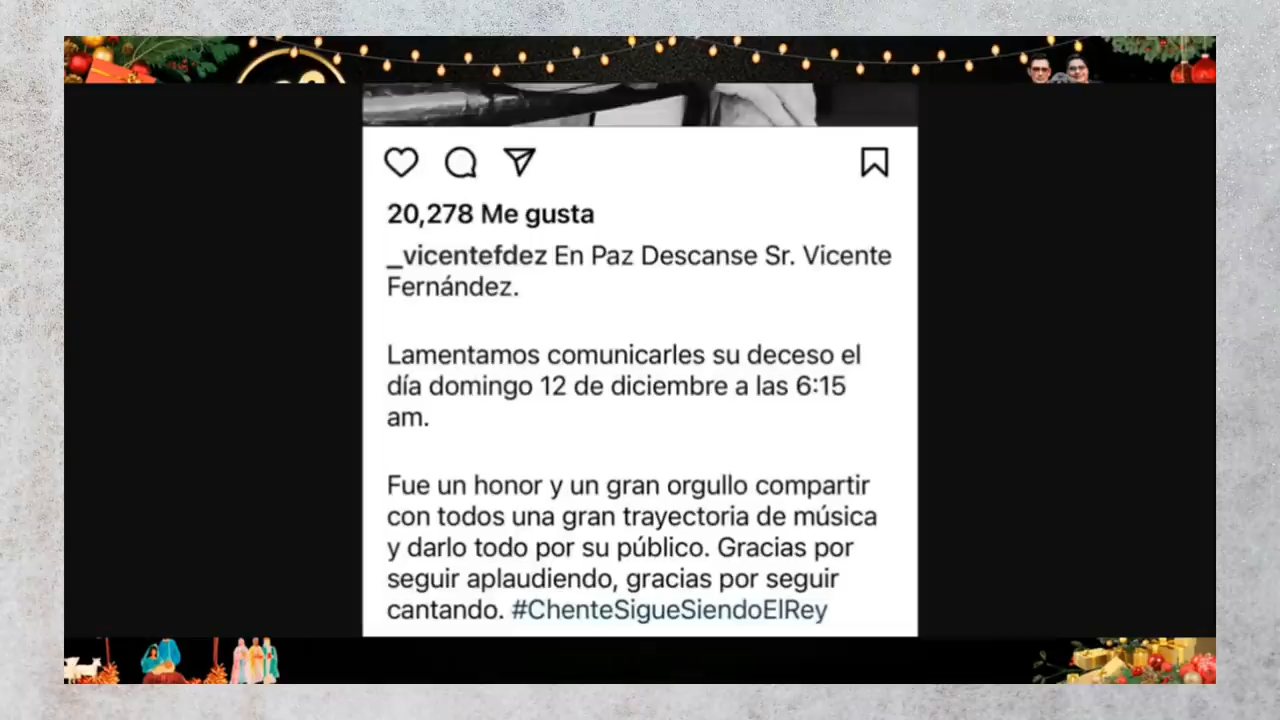 20,278 Me gusta
_vicentefdez En Paz Descanse Sr. Vicente
Fernández.
Lamentamos comunicarles su deceso el
día domingo 12 de diciembre a las 6:15
am.
Fue un honor y un gran orgullo compartir
con todos una gran trayectoria de música
y darlo todo por su público. Gracias por
seguir aplaudiendo, gracias por seguir
cantando. #ChenteSigueSiendoElRey